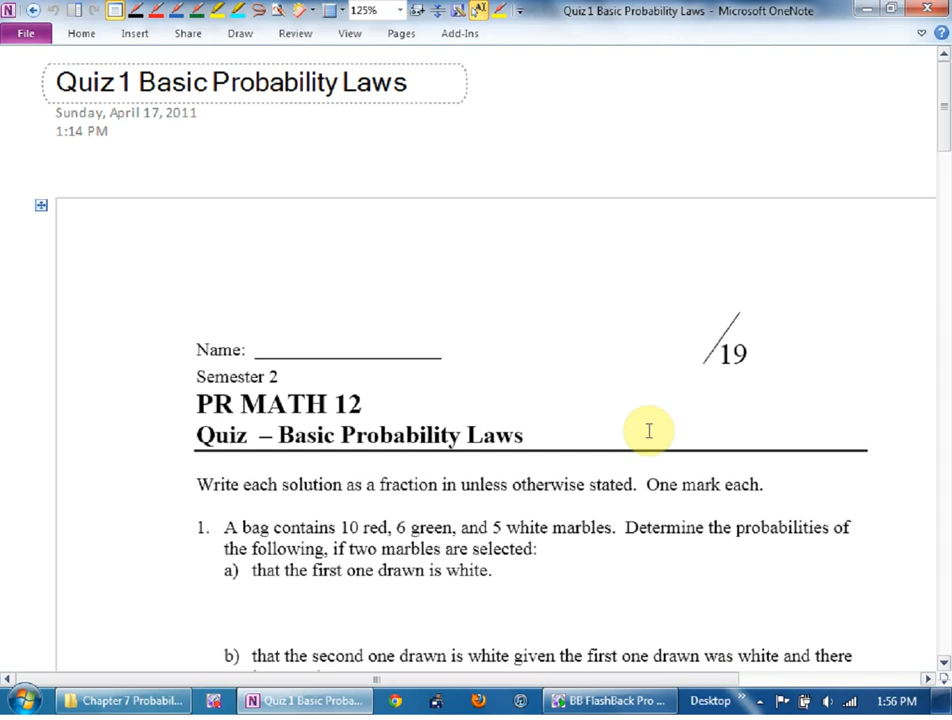 125%
Quiz 1 Basic Probability Laws - Microsoft OneNote
File Home Insert Share Draw Review View Pages Add-Ins
Quiz 1 Basic Probability Laws
Sunday, April 17, 2011
1:14 PM
/19
Name: _______________
Semester 2
PR MATH 12
Quiz – Basic Probability Laws
Write each solution as a fraction in unless otherwise stated. One mark each.
1. A bag contains 10 red, 6 green, and 5 white marbles. Determine the probabilities of
the following, if two marbles are selected:
a) that the first one drawn is white.
b) that the second one drawn is white given the first one drawn was white and there
Chapter 7 Probabil... Quiz 1 Basic Proba... BB FlashBack Pro ... Desktop 1:56 PM